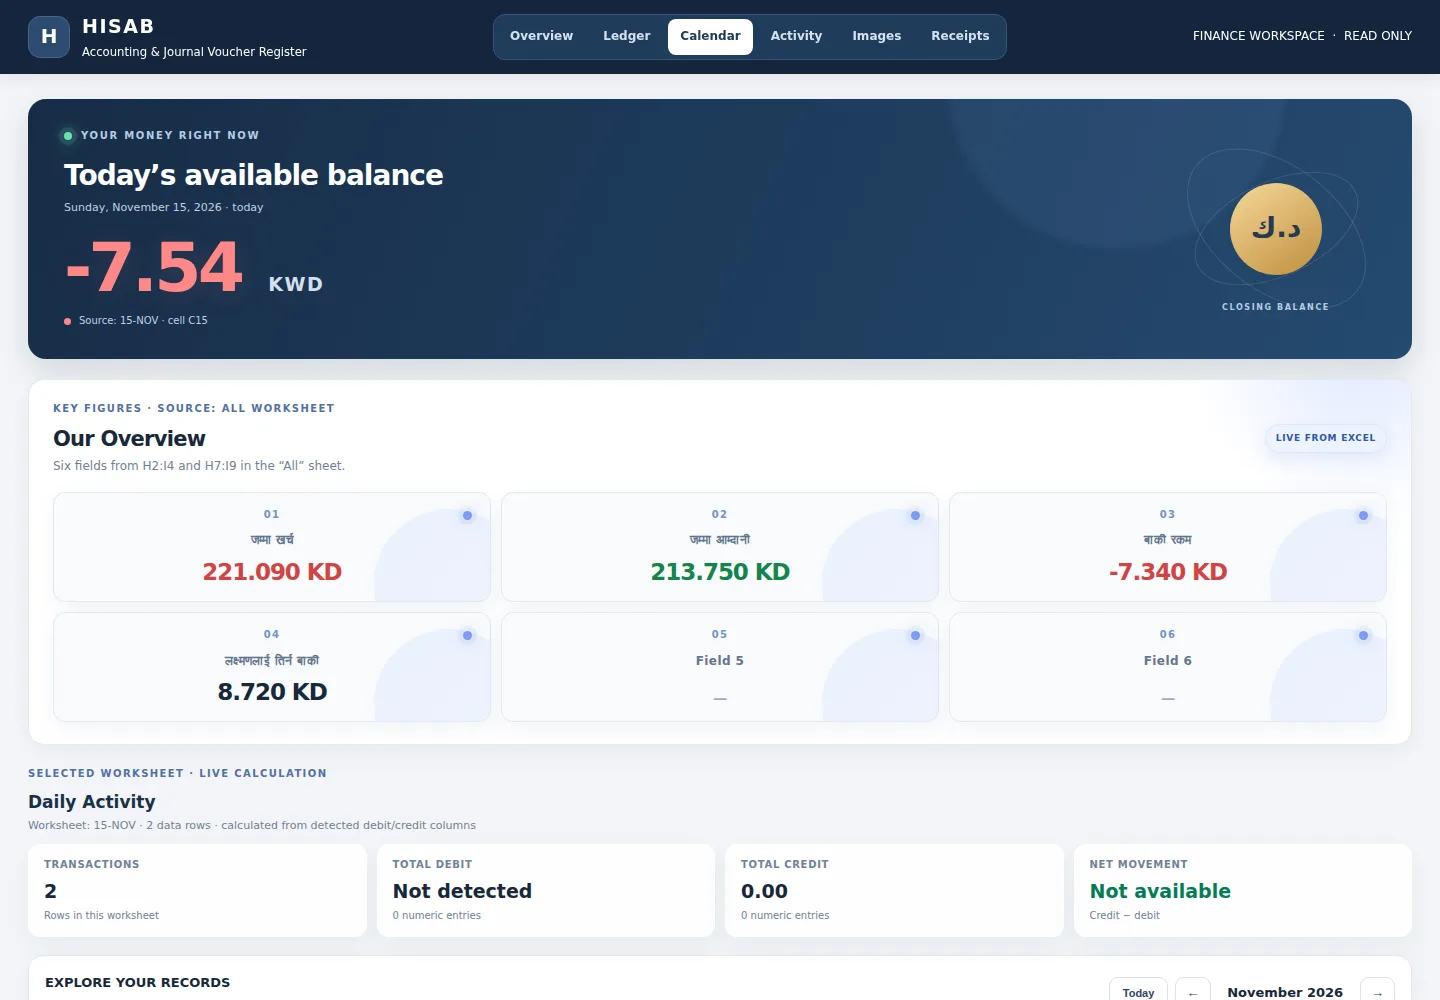 H
HISAB
Accounting & Journal Voucher Register
Overview
Ledger
Calendar
Activity
Images
Receipts
FINANCE WORKSPACE · READ ONLY
YOUR MONEY RIGHT NOW
Today’s available balance
Sunday, November 15, 2026 · today
-7.54 KWD
Source: 15-NOV · cell C15
د.ك
CLOSING BALANCE
KEY FIGURES · SOURCE: ALL WORKSHEET
Our Overview
Six fields from H2:I4 and H7:I9 in the “All” sheet.
LIVE FROM EXCEL
01
जम्मा खर्च
221.090 KD
02
जम्मा आम्दानी
213.750 KD
03
बाकी रकम
-7.340 KD
04
लक्ष्मणलाई तिर्न बाकी
8.720 KD
05
Field 5
—
06
Field 6
—
SELECTED WORKSHEET · LIVE CALCULATION
Daily Activity
Worksheet: 15-NOV · 2 data rows · calculated from detected debit/credit columns
TRANSACTIONS
2
Rows in this worksheet
TOTAL DEBIT
Not detected
0 numeric entries
TOTAL CREDIT
0.00
0 numeric entries
NET MOVEMENT
Not available
Credit − debit
EXPLORE YOUR RECORDS
Today
←
November 2026
→